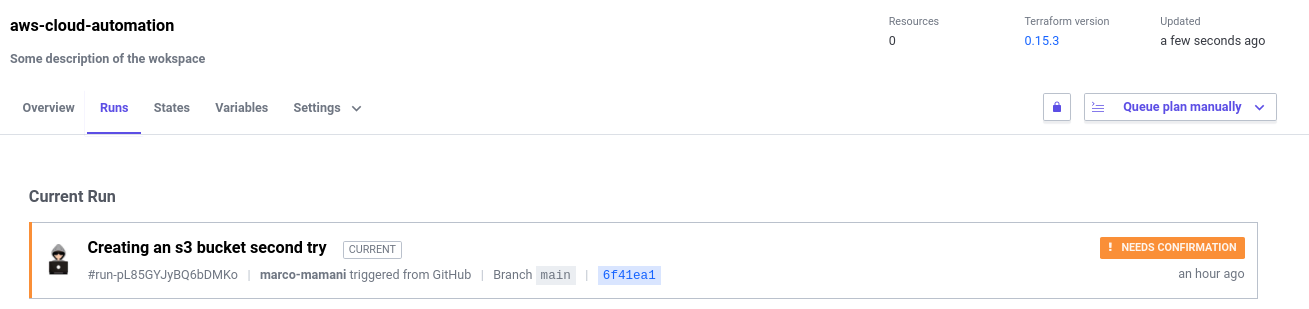 aws-cloud-automation
Some description of the wokspace
Resources
0
Terraform version
0.15.3
Updated
a few seconds ago
Overview Runs States Variables Settings
Queue plan manually
Current Run
Creating an s3 bucket second try CURRENT
! NEEDS CONFIRMATION
#run-pL85GYJyBQ6bDMKo | marco-mamani triggered from GitHub | Branch main | 6f41ea1
an hour ago